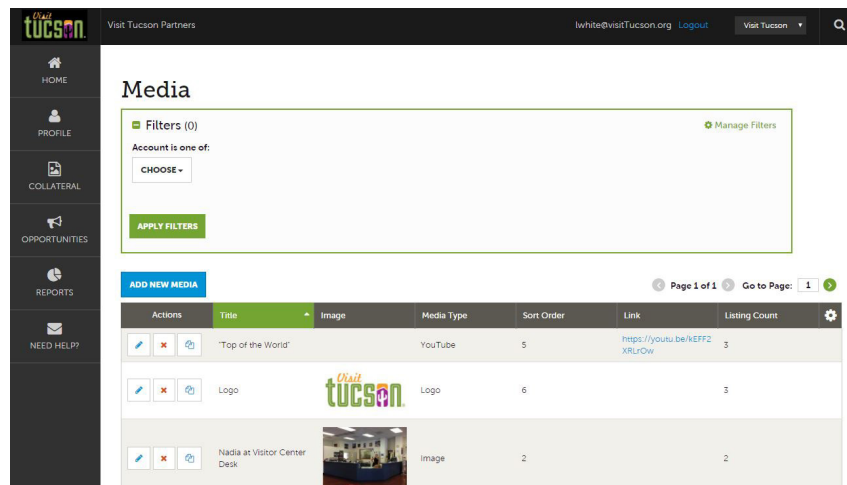 Visit
tucson.
Visit Tucson Partners
lwhite@visitTucson.org Logout
Visit Tucson
HOME
PROFILE
COLLATERAL
OPPORTUNITIES
REPORTS
NEED HELP?
Media
Filters (0)
Manage Filters
Account is one of:
CHOOSE
APPLY FILTERS
ADD NEW MEDIA
Page 1 of 1
Go to Page: 1
Actions Title Image Media Type Sort Order Link Listing Count
"Top of the World" YouTube 5 https://youtu.be/kEFF2
XRLrOw
3
Logo
Visit
tucson.
Logo 6 3
Nadia at Visitor Center
Desk
Image 2 2